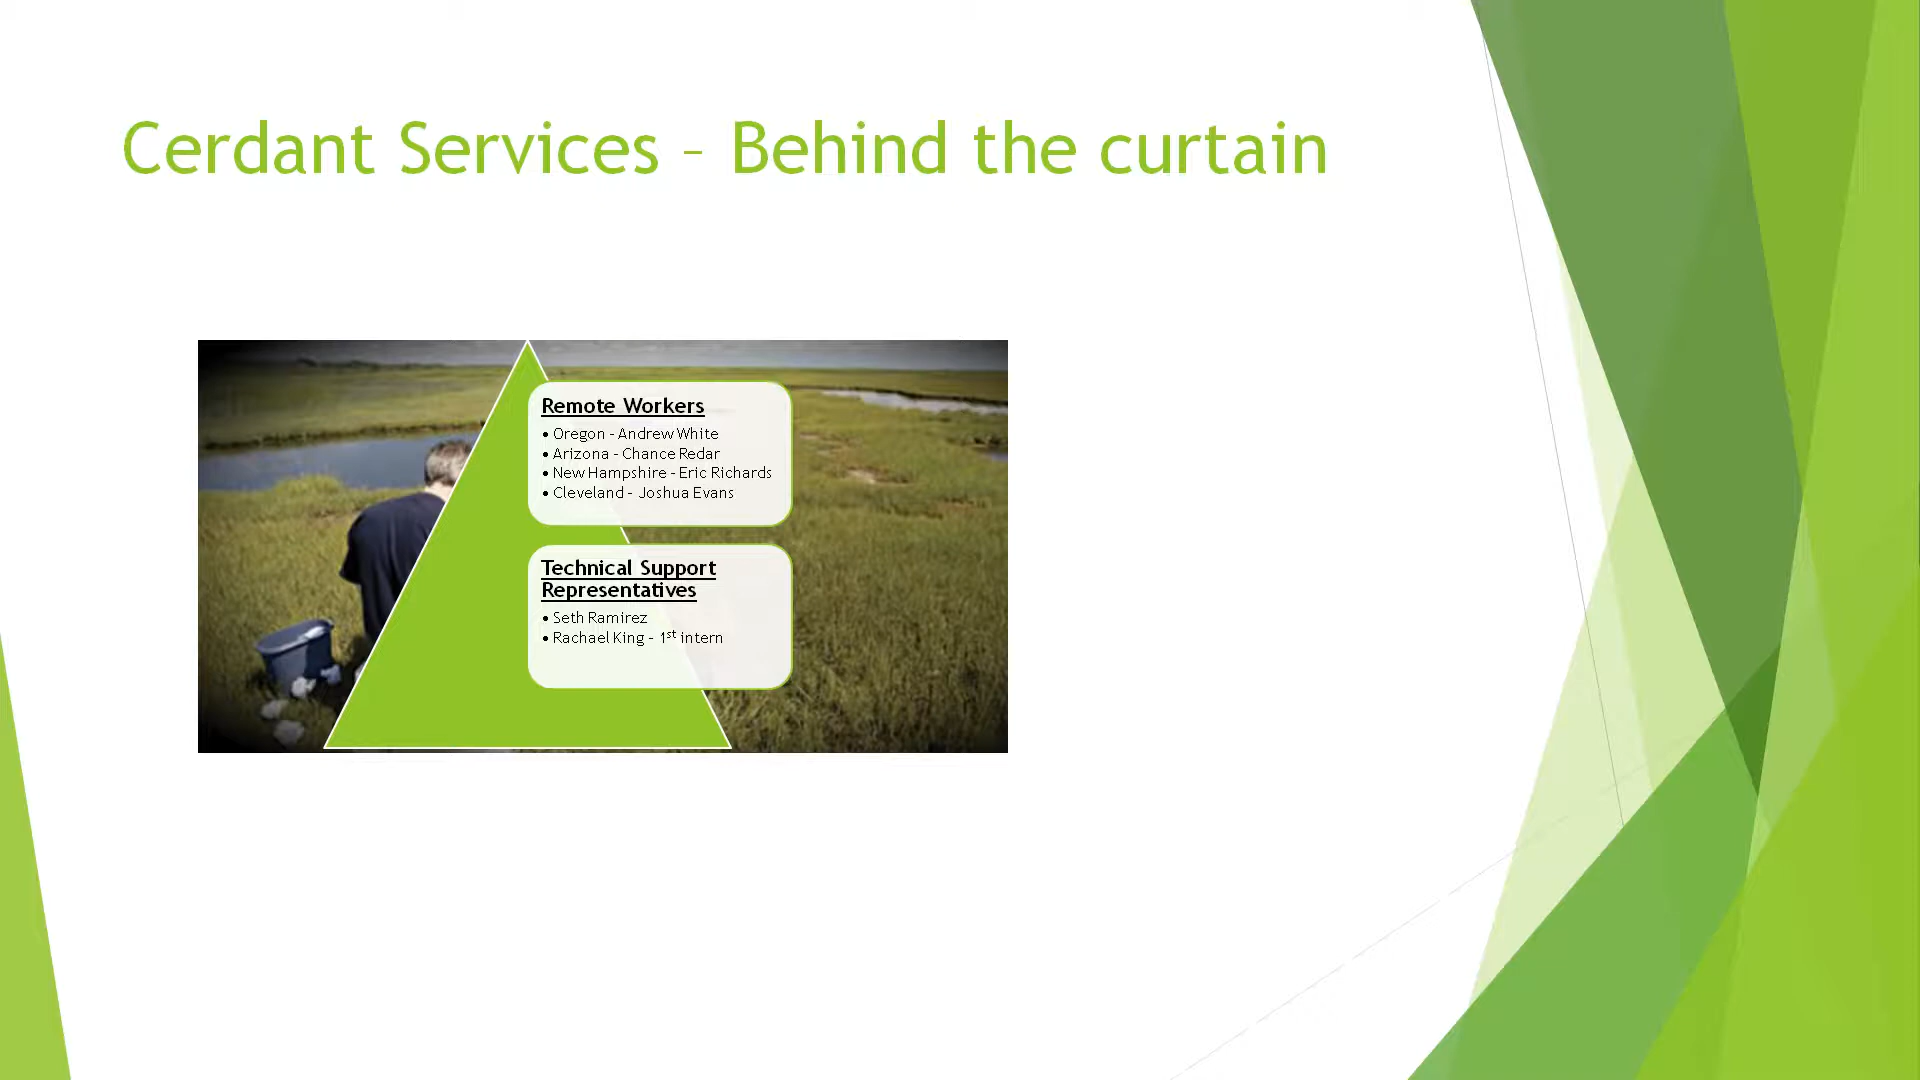 Cerdant Services – Behind the curtain
Remote Workers
• Oregon - Andrew White
• Arizona - Chance Redar
• New Hampshire - Eric Richards
• Cleveland - Joshua Evans
Technical Support
Representatives
• Seth Ramirez
• Rachael King - 1st intern